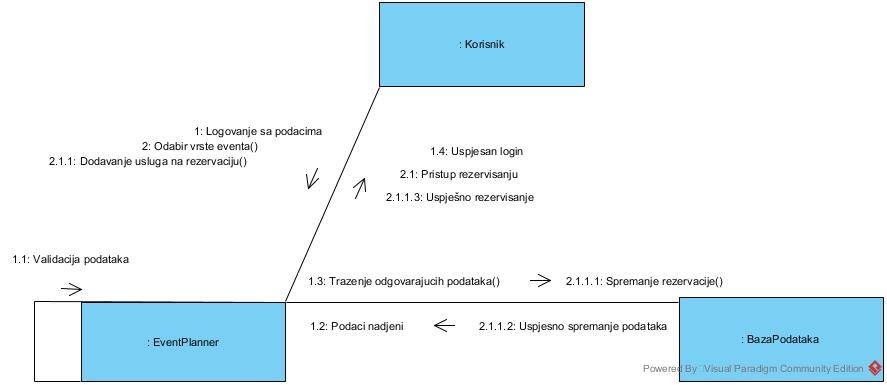 : Korisnik
1: Logovanje sa podacima
2: Odabir vrste eventa()
2.1.1: Dodavanje usluga na rezervaciju()
1.4: Uspjesan login
2.1: Pristup rezervisanju
2.1.1.3: Uspješno rezervisanje
1.1: Validacija podataka
1.3: Trazenje odgovarajucih podataka()
2.1.1.1: Spremanje rezervacije()
1.2: Podaci nadjeni
2.1.1.2: Uspjesno spremanje podataka
: EventPlanner
: BazaPodataka
Powered By Visual Paradigm Community Edition